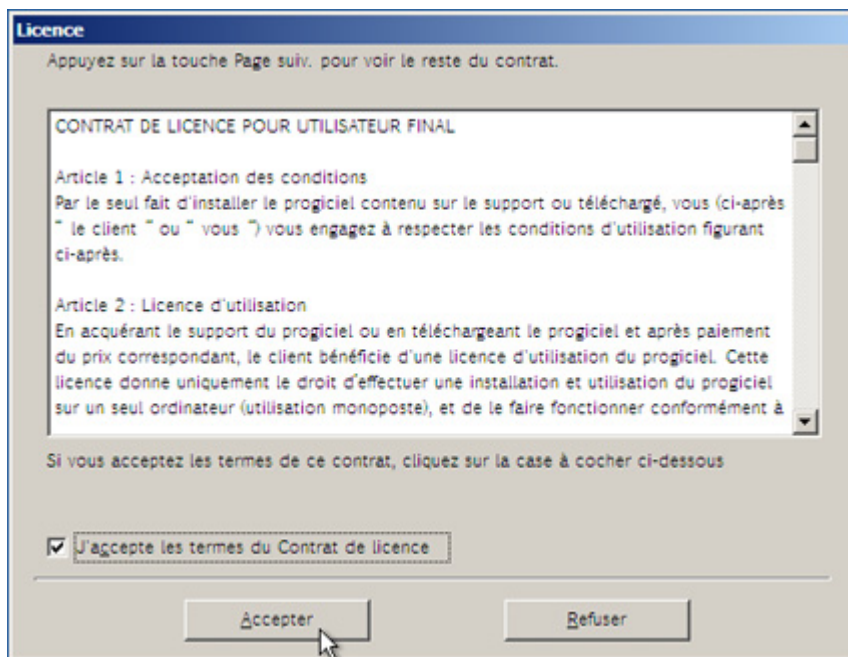 Licence
Appuyez sur la touche Page suiv. pour voir le reste du contrat.
CONTRAT DE LICENCE POUR UTILISATEUR FINAL
Article 1 : Acceptation des conditions
Par le seul fait d'installer le progiciel contenu sur le support ou téléchargé, vous (ci-après
" le client " ou " vous ") vous engagez à respecter les conditions d'utilisation figurant
ci-après.
Article 2 : Licence d'utilisation
En acquérant le support du progiciel ou en téléchargeant le progiciel et après paiement
du prix correspondant, le client bénéficie d'une licence d'utilisation du progiciel. Cette
licence donne uniquement le droit d'effectuer une installation et utilisation du progiciel
sur un seul ordinateur (utilisation monoposte), et de le faire fonctionner conformément à
Si vous acceptez les termes de ce contrat, cliquez sur la case à cocher ci-dessous
J'accepte les termes du Contrat de licence
Accepter
Refuser